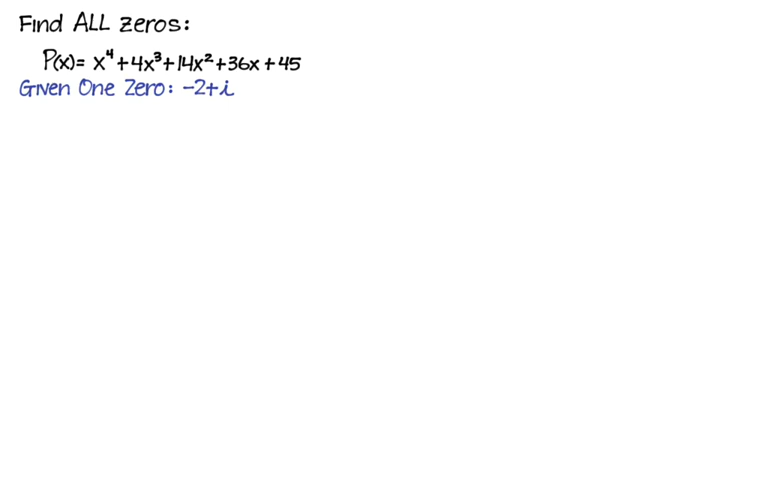 Find ALL zeros:
P(x)= x⁴+4x³+14x²+36x+45
Given One Zero: -2+i